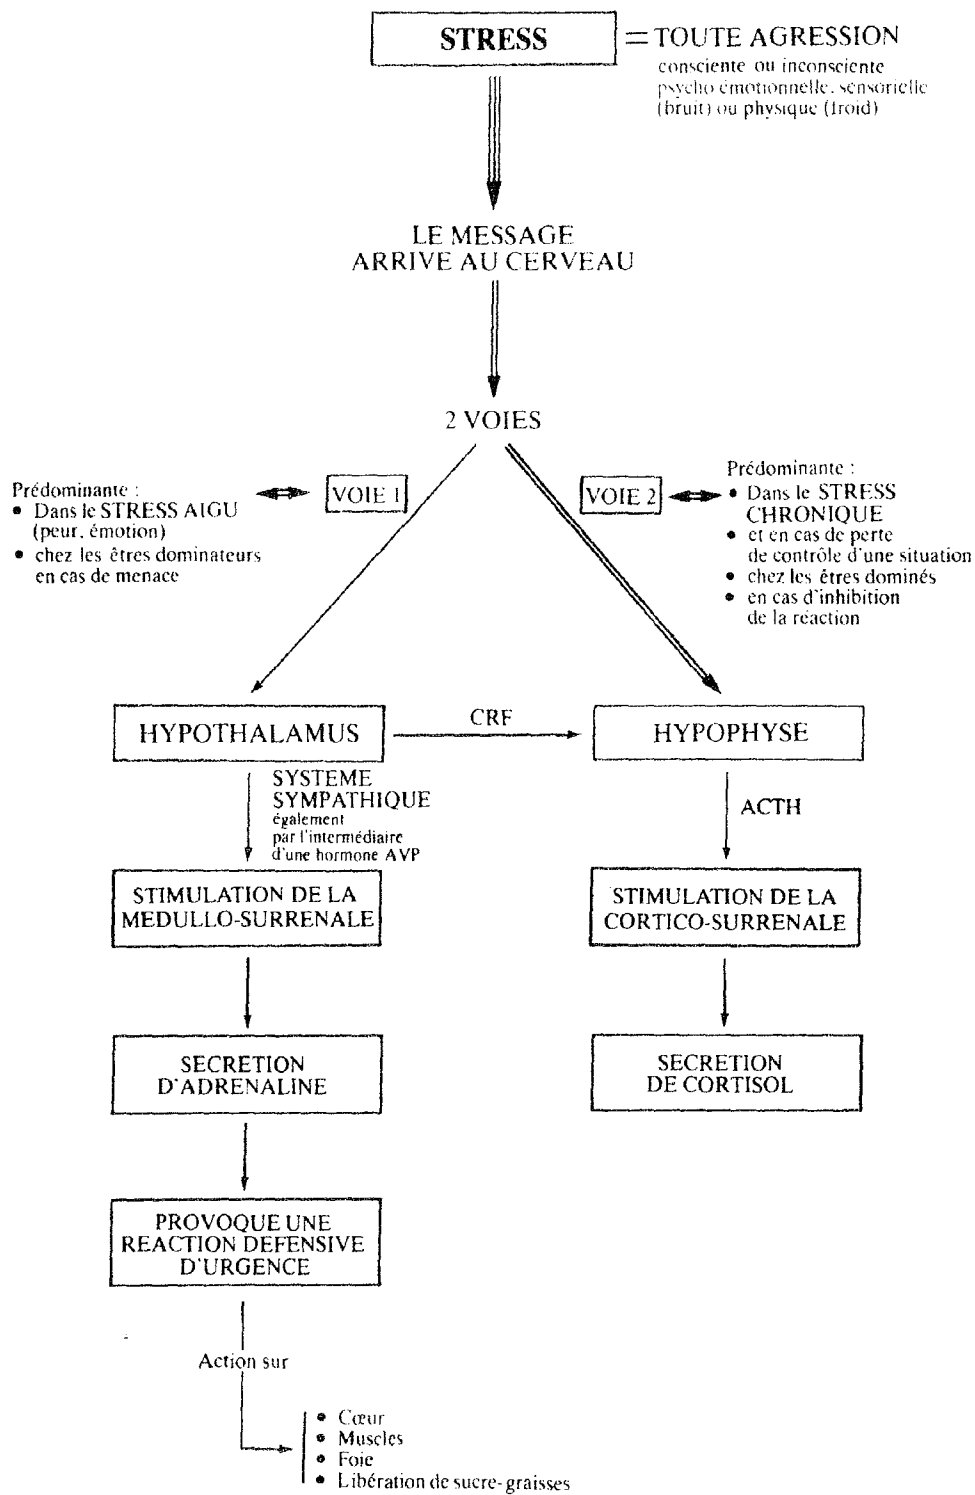 STRESS
= TOUTE AGRESSION
consciente ou inconsciente
psycho émotionnelle, sensorielle
(bruit) ou physique (froid)
LE MESSAGE
ARRIVE AU CERVEAU
2 VOIES
Prédominante :
• Dans le STRESS AIGU
(peur, émotion)
• chez les êtres dominateurs
en cas de menace
VOIE 1
VOIE 2
Prédominante :
• Dans le STRESS
CHRONIQUE
• et en cas de perte
de contrôle d'une situation
• chez les êtres dominés
• en cas d'inhibition
de la réaction
HYPOTHALAMUS
CRF
HYPOPHYSE
SYSTEME
SYMPATHIQUE
également
par l'intermédiaire
d'une hormone AVP
ACTH
STIMULATION DE LA
MEDULLO-SURRENALE
STIMULATION DE LA
CORTICO-SURRENALE
SECRETION
D'ADRENALINE
SECRETION
DE CORTISOL
PROVOQUE UNE
REACTION DEFENSIVE
D'URGENCE
Action sur
• Cœur
• Muscles
• Foie
• Libération de sucre-graisses